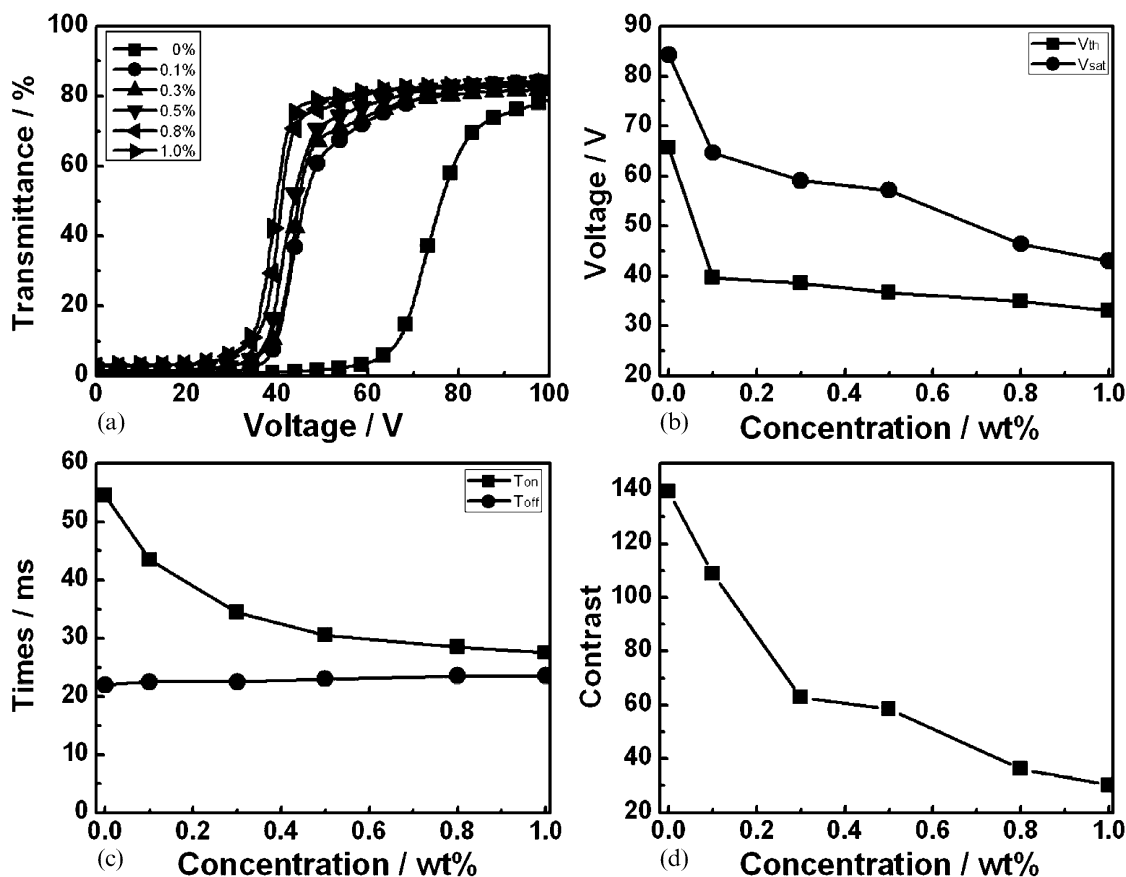 100
80
60
40
20
0
0%
0.1%
0.3%
0.5%
0.8%
1.0%
Transmittance / %
0 20 40 60 80 100
(a) Voltage / V
90
80
70
60
50
40
30
20
Vth
Vsat
Voltage / V
0.0 0.2 0.4 0.6 0.8 1.0
(b) Concentration / wt%
60
50
40
30
20
10
0
Ton
Toff
Times / ms
0.0 0.2 0.4 0.6 0.8 1.0
(c) Concentration / wt%
140
120
100
80
60
40
20
Contrast
0.0 0.2 0.4 0.6 0.8 1.0
(d) Concentration / wt%